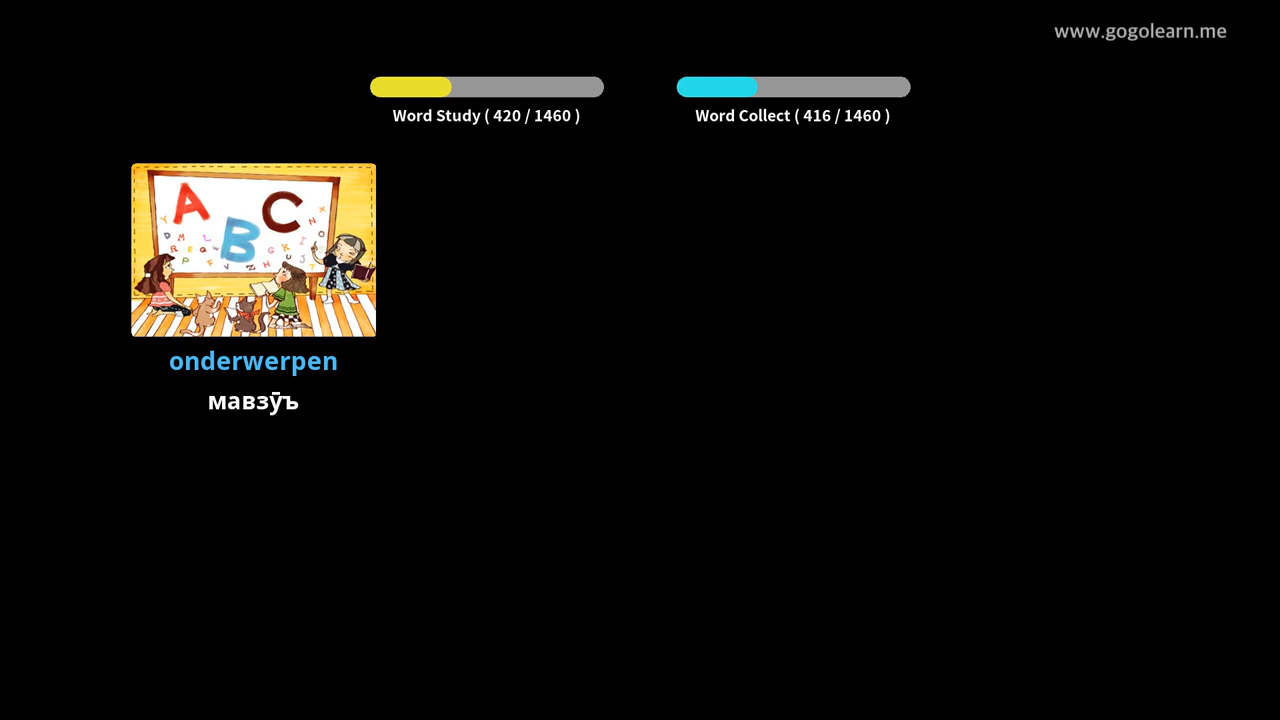 www.gogolearn.me
Word Study ( 420 / 1460 )
Word Collect ( 416 / 1460 )
A
B
C
onderwerpen
мавзӯъ